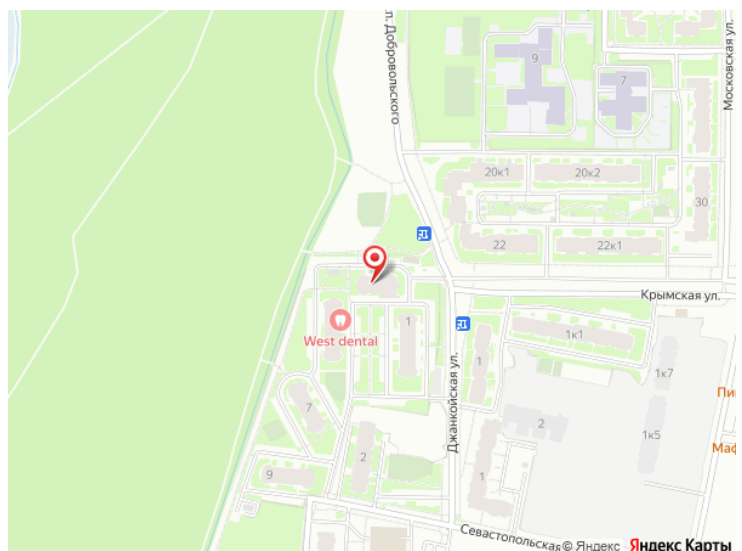 ул. Добровольского
Московская ул.
9
7
20к1
20к2
30
22
22к1
Крымская ул.
West dental
1
1
1к1
1к7
Джанкойская ул.
7
2
1к5
2
9
1
Севастопольская
© Яндекс
Яндекс Карты